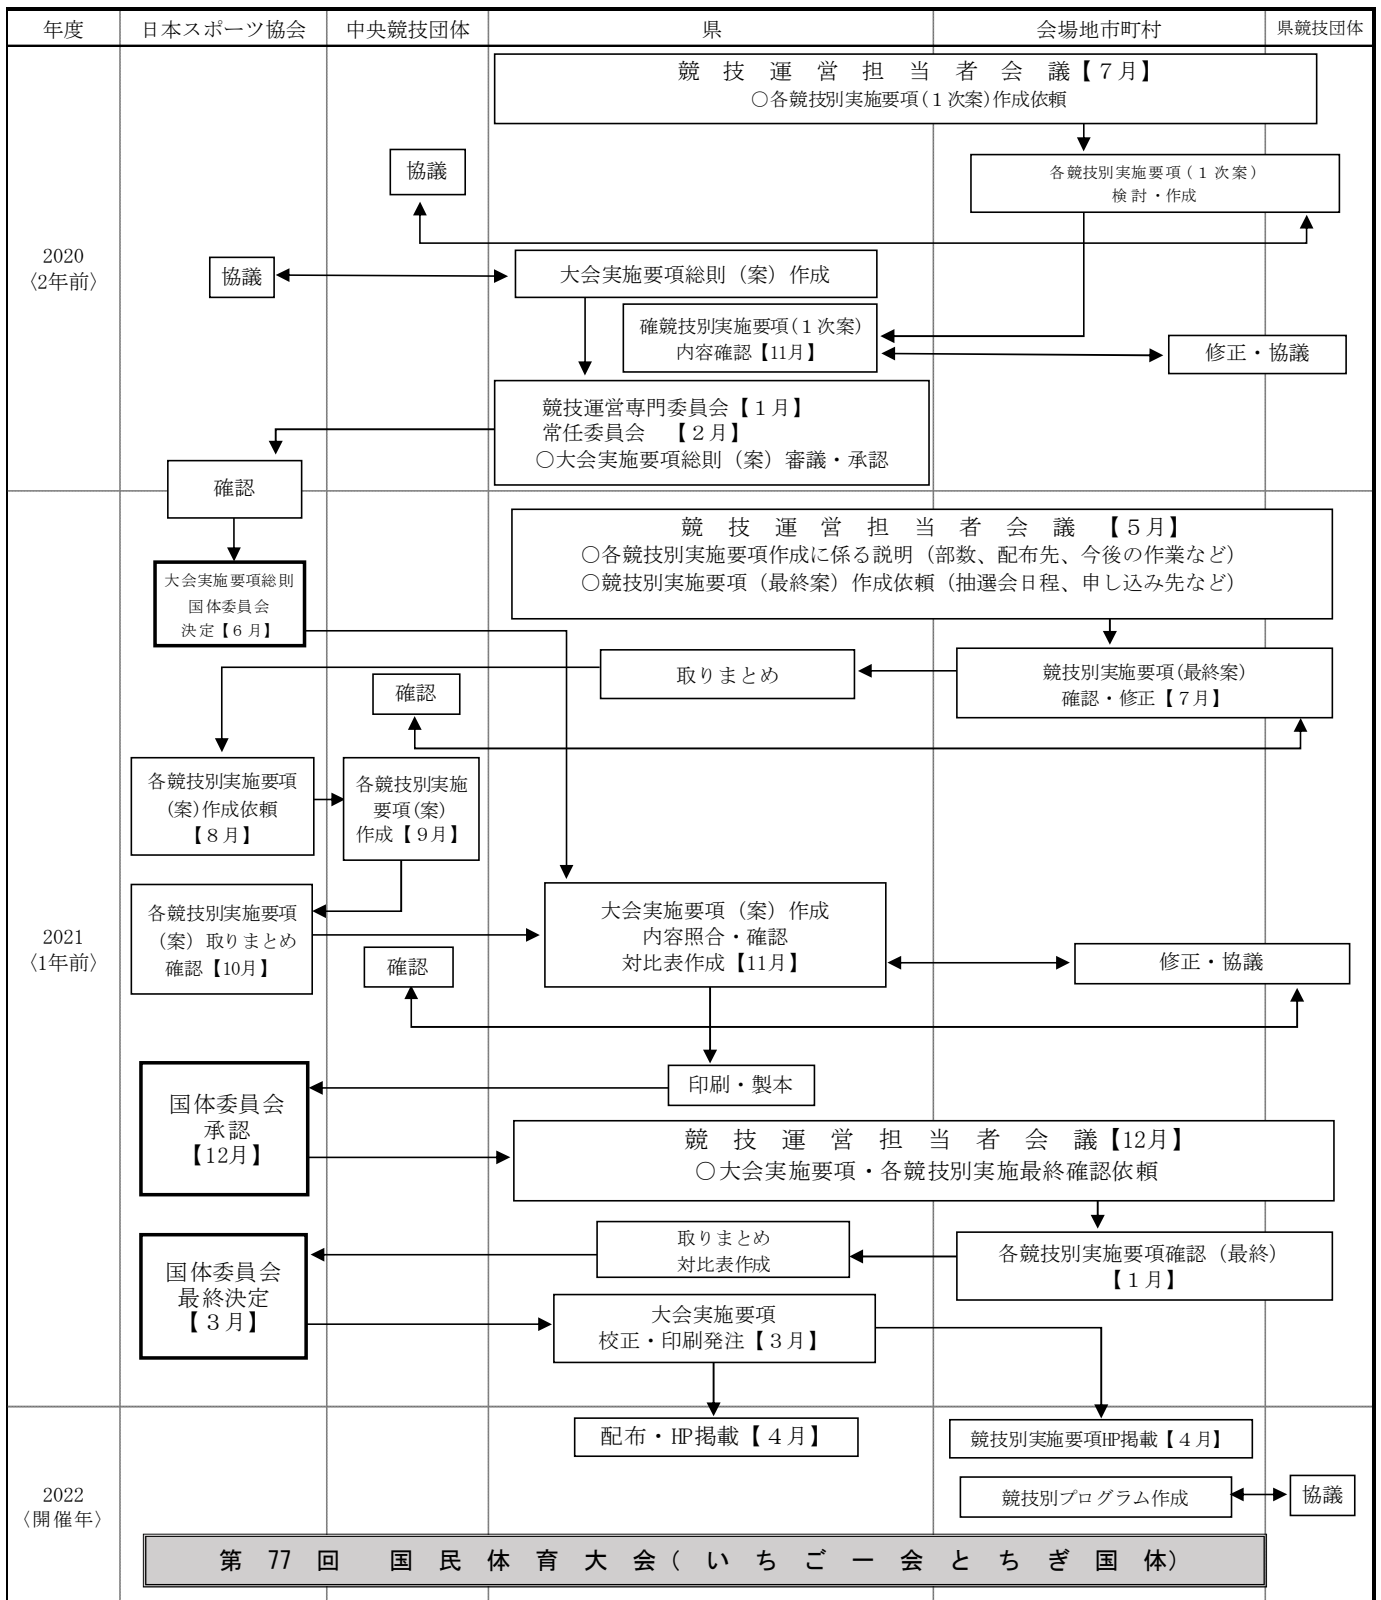 年度
日本スポーツ協会
中央競技団体
県
会場地市町村
県競技団体
競技運営担当者会議【７月】
○各競技別実施要項(１次案)作成依頼
各競技別実施要項(１次案)
検討・作成
協議
2020
〈2年前〉
協議
大会実施要項総則（案）作成
確競技別実施要項(１次案)
内容確認【11月】
修正・協議
競技運営専門委員会【１月】
常任委員会　【２月】
○大会実施要項総則（案）審議・承認
確認
競技運営担当者会議【５月】
○各競技別実施要項作成に係る説明（部数、配布先、今後の作業など）
○競技別実施要項（最終案）作成依頼（抽選会日程、申し込み先など）
大会実施要項総則
国体委員会
決定【６月】
取りまとめ
競技別実施要項(最終案)
確認・修正【７月】
確認
各競技別実施要項
(案)作成依頼
【８月】
各競技別実施
要項(案)
作成【９月】
2021
〈1年前〉
各競技別実施要項
（案）取りまとめ
確認【10月】
大会実施要項（案）作成
内容照合・確認
対比表作成【11月】
確認
修正・協議
印刷・製本
国体委員会
承認
【12月】
競技運営担当者会議【12月】
○大会実施要項・各競技別実施最終確認依頼
取りまとめ
対比表作成
各競技別実施要項確認（最終）
【１月】
国体委員会
最終決定
【３月】
大会実施要項
校正・印刷発注【３月】
2022
〈開催年〉
配布・HP掲載【４月】
競技別実施要項HP掲載【４月】
競技別プログラム作成
協議
第77回　国民体育大会(いちご一会とちぎ国体)